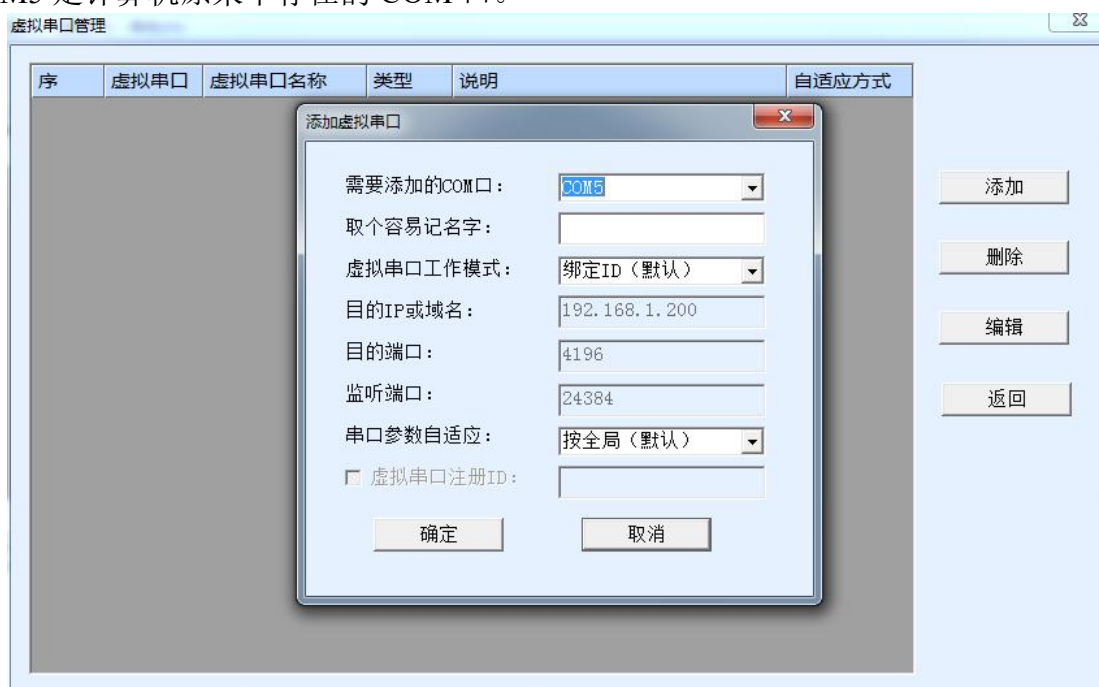 M5 是计算机原来不存在的 COM 口。
虚拟串口管理
序 虚拟串口 虚拟串口名称 类型 说明 自适应方式
添加虚拟串口
需要添加的COM口： COM5
取个容易记名字：
虚拟串口工作模式： 绑定ID（默认）
目的IP或域名： 192.168.1.200
目的端口： 4196
监听端口： 24384
串口参数自适应： 按全局（默认）
虚拟串口注册ID：
确定 取消
添加
删除
编辑
返回